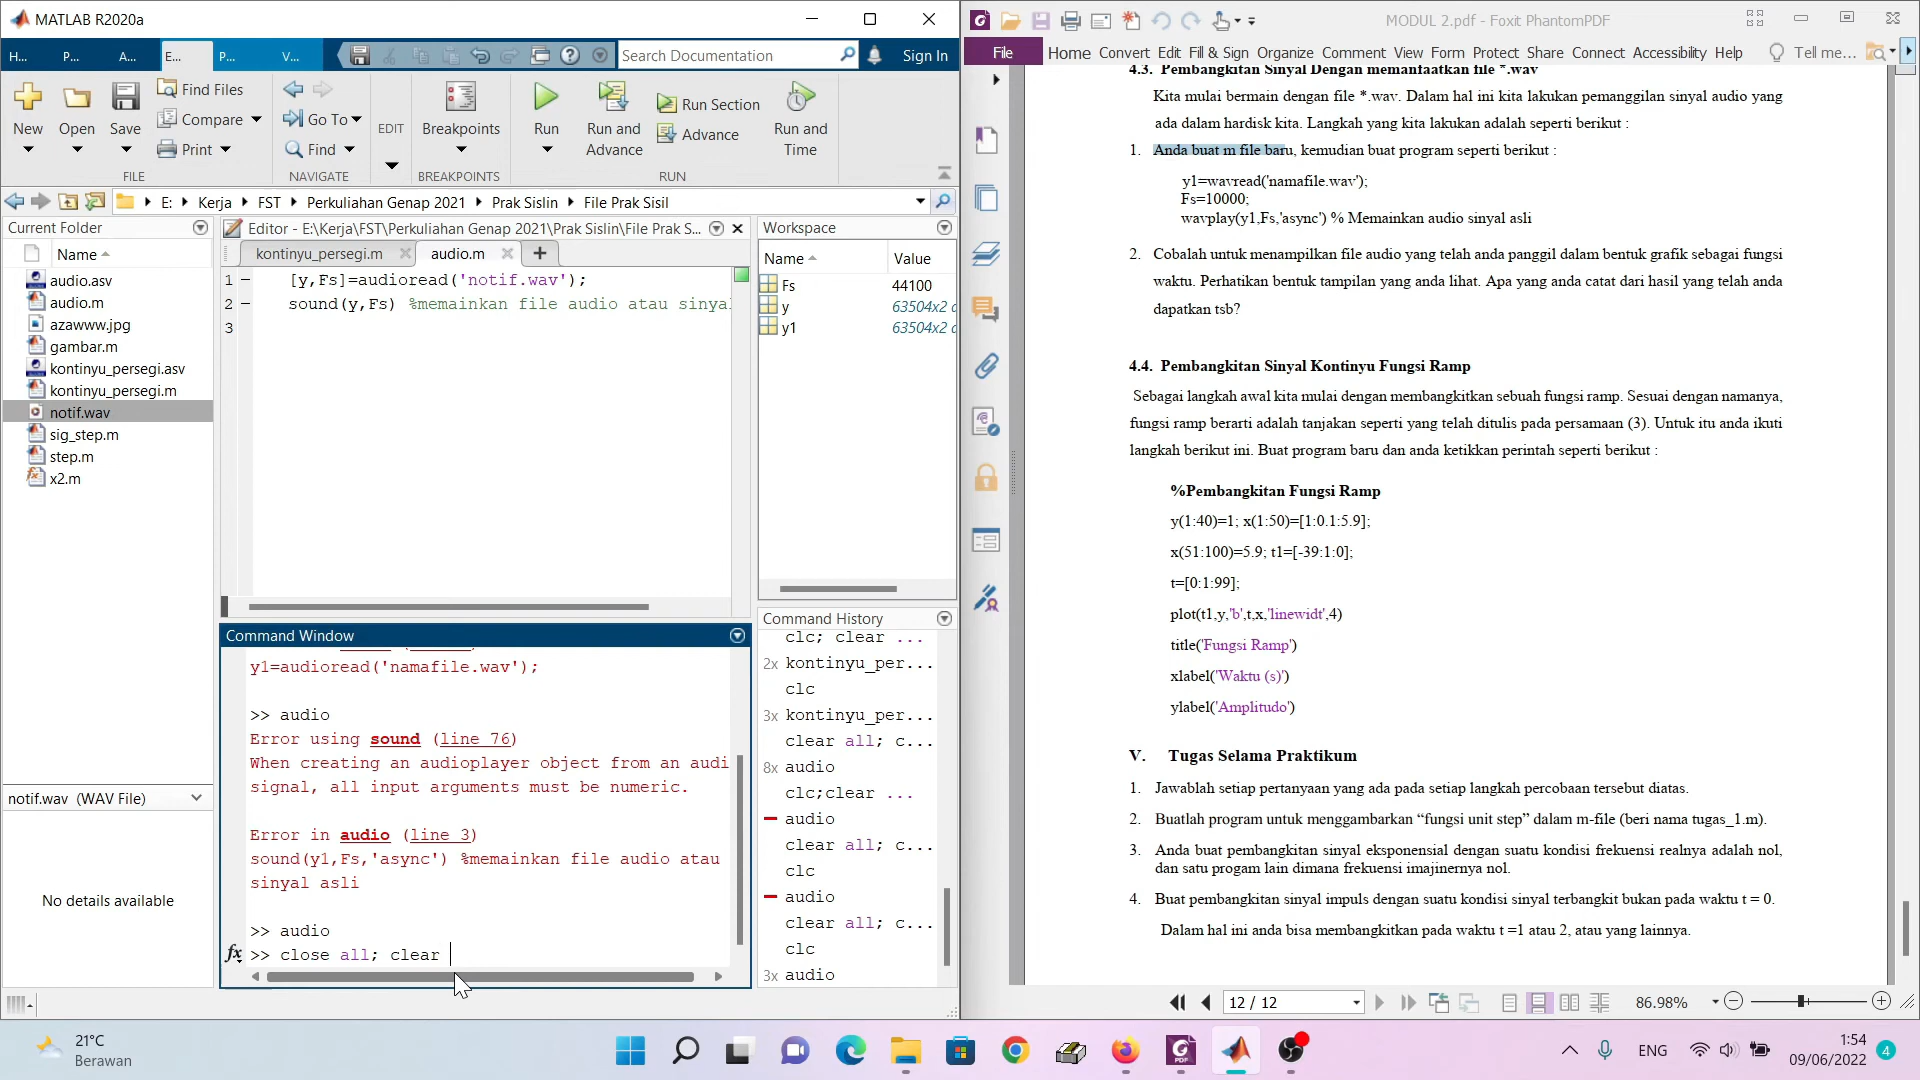 MATLAB R2020a
H... P... A... E... P... V...
Search Documentation
Sign In
New
Open
Save
Find Files
Compare
Print
FILE
Go To
Find
NAVIGATE
EDIT
Breakpoints
BREAKPOINTS
Run
Run and
Advance
Run Section
Advance
Run and
Time
RUN
E: Kerja FST Perkuliahan Genap 2021 Prak Sislin File Prak Sisil
Current Folder
Name
audio.asv
audio.m
azawww.jpg
gambar.m
kontinyu_persegi.asv
kontinyu_persegi.m
notif.wav
sig_step.m
step.m
x2.m
notif.wav (WAV File)
No details available
Editor - E:\Kerja\FST\Perkuliahan Genap 2021\Prak Sislin\File Prak S...
kontinyu_persegi.m audio.m
1 [y,Fs]=audioread('notif.wav');
2 sound(y,Fs) %memainkan file audio atau sinyal
3
Workspace
Name Value
Fs 44100
y 63504x2 d
y1 63504x2 d
Command Window
y1=audioread('namafile.wav');
>> audio
Error using sound (line 76)
When creating an audioplayer object from an audi
signal, all input arguments must be numeric.
Error in audio (line 3)
sound(y1,Fs,'async') %memainkan file audio atau
sinyal asli
>> audio
fx >> close all; clear
Command History
clc; clear ...
2x kontinyu_per...
clc
3x kontinyu_per...
clear all; c...
8x audio
clc;clear ...
audio
clear all; c...
clc
audio
clear all; c...
clc
3x audio
MODUL 2.pdf - Foxit PhantomPDF
File Home Convert Edit Fill & Sign Organize Comment View Form Protect Share Connect Accessibility Help Tell me...
4.3. Pembangkitan Sinyal Dengan memanfaatkan file *.wav
Kita mulai bermain dengan file *.wav. Dalam hal ini kita lakukan pemanggilan sinyal audio yang
ada dalam hardisk kita. Langkah yang kita lakukan adalah seperti berikut :
1. Anda buat m file baru, kemudian buat program seperti berikut :
y1=wavread('namafile.wav');
Fs=10000;
wavplay(y1,Fs,'async') % Memainkan audio sinyal asli
2. Cobalah untuk menampilkan file audio yang telah anda panggil dalam bentuk grafik sebagai fungsi
waktu. Perhatikan bentuk tampilan yang anda lihat. Apa yang anda catat dari hasil yang telah anda
dapatkan tsb?
4.4. Pembangkitan Sinyal Kontinyu Fungsi Ramp
Sebagai langkah awal kita mulai dengan membangkitkan sebuah fungsi ramp. Sesuai dengan namanya,
fungsi ramp berarti adalah tanjakan seperti yang telah ditulis pada persamaan (3). Untuk itu anda ikuti
langkah berikut ini. Buat program baru dan anda ketikkan perintah seperti berikut :
%Pembangkitan Fungsi Ramp
y(1:40)=1; x(1:50)=[1:0.1:5.9];
x(51:100)=5.9; t1=[-39:1:0];
t=[0:1:99];
plot(t1,y,'b',t,x,'linewidt',4)
title('Fungsi Ramp')
xlabel('Waktu (s)')
ylabel('Amplitudo')
V. Tugas Selama Praktikum
1. Jawablah setiap pertanyaan yang ada pada setiap langkah percobaan tersebut diatas.
2. Buatlah program untuk menggambarkan “fungsi unit step” dalam m-file (beri nama tugas_1.m).
3. Anda buat pembangkitan sinyal eksponensial dengan suatu kondisi frekuensi realnya adalah nol,
dan satu progam lain dimana frekuensi imajinernya nol.
4. Buat pembangkitan sinyal impuls dengan suatu kondisi sinyal terbangkit bukan pada waktu t = 0.
Dalam hal ini anda bisa membangkitkan pada waktu t =1 atau 2, atau yang lainnya.
12 / 12
86.98%
21°C
Berawan
ENG
1:54
09/06/2022
4